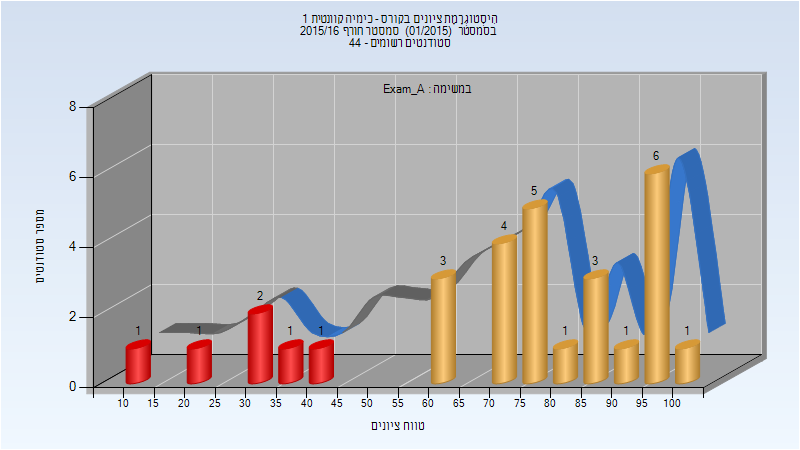 היסטוגרמת ציונים בקורס - כימיה קוונטית 1
בסמסטר (01/2015) סמסטר חורף 2015/16
סטודנטים רשומים - 44
במשימה : Exam_A
מספר סטודנטים
8
6
4
2
0
1
1
2
1
1
3
4
5
1
3
1
6
1
10 15 20 25 30 35 40 45 50 55 60 65 70 75 80 85 90 95 100
טווח ציונים